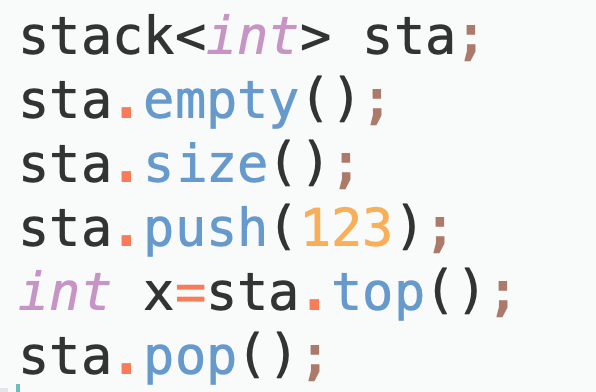 stack<int> sta;
sta.empty();
sta.size();
sta.push(123);
int x=sta.top();
sta.pop();